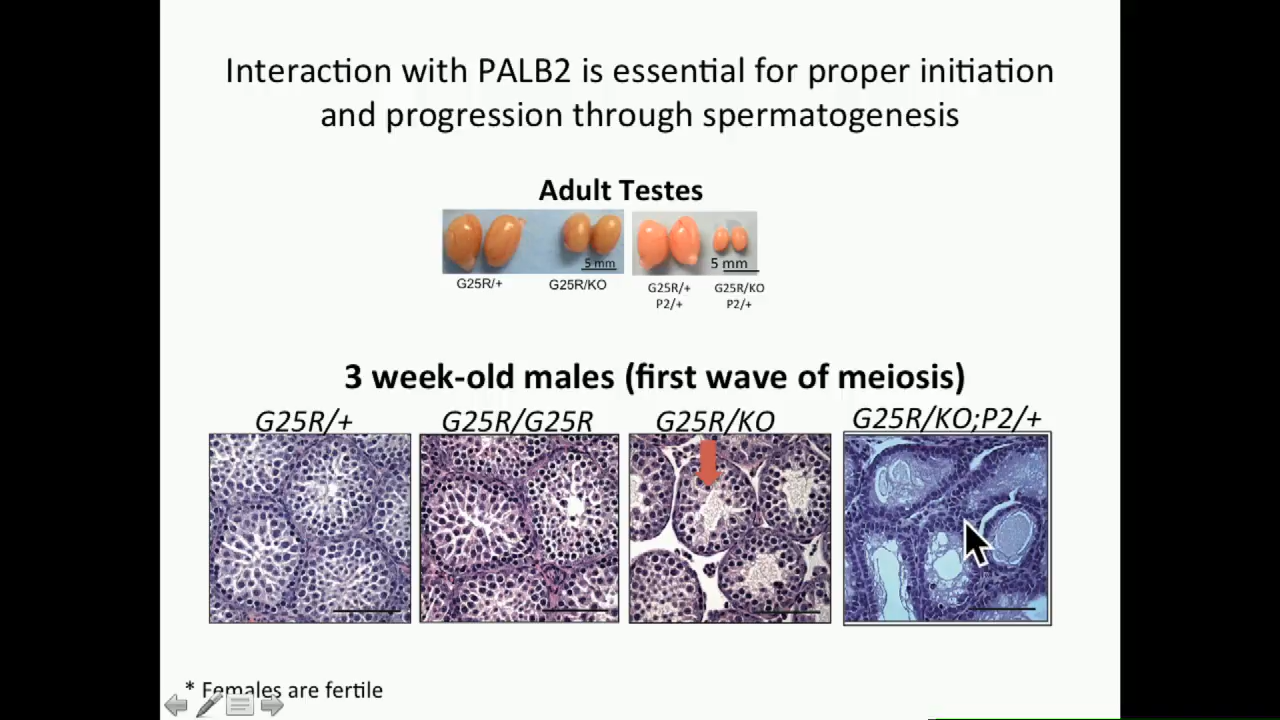 Interaction with PALB2 is essential for proper initiation
and progression through spermatogenesis
Adult Testes
5 mm
5 mm
G25R/+
G25R/KO
G25R/+
P2/+
G25R/KO
P2/+
3 week-old males (first wave of meiosis)
G25R/+
G25R/G25R
G25R/KO
G25R/KO;P2/+
* Females are fertile